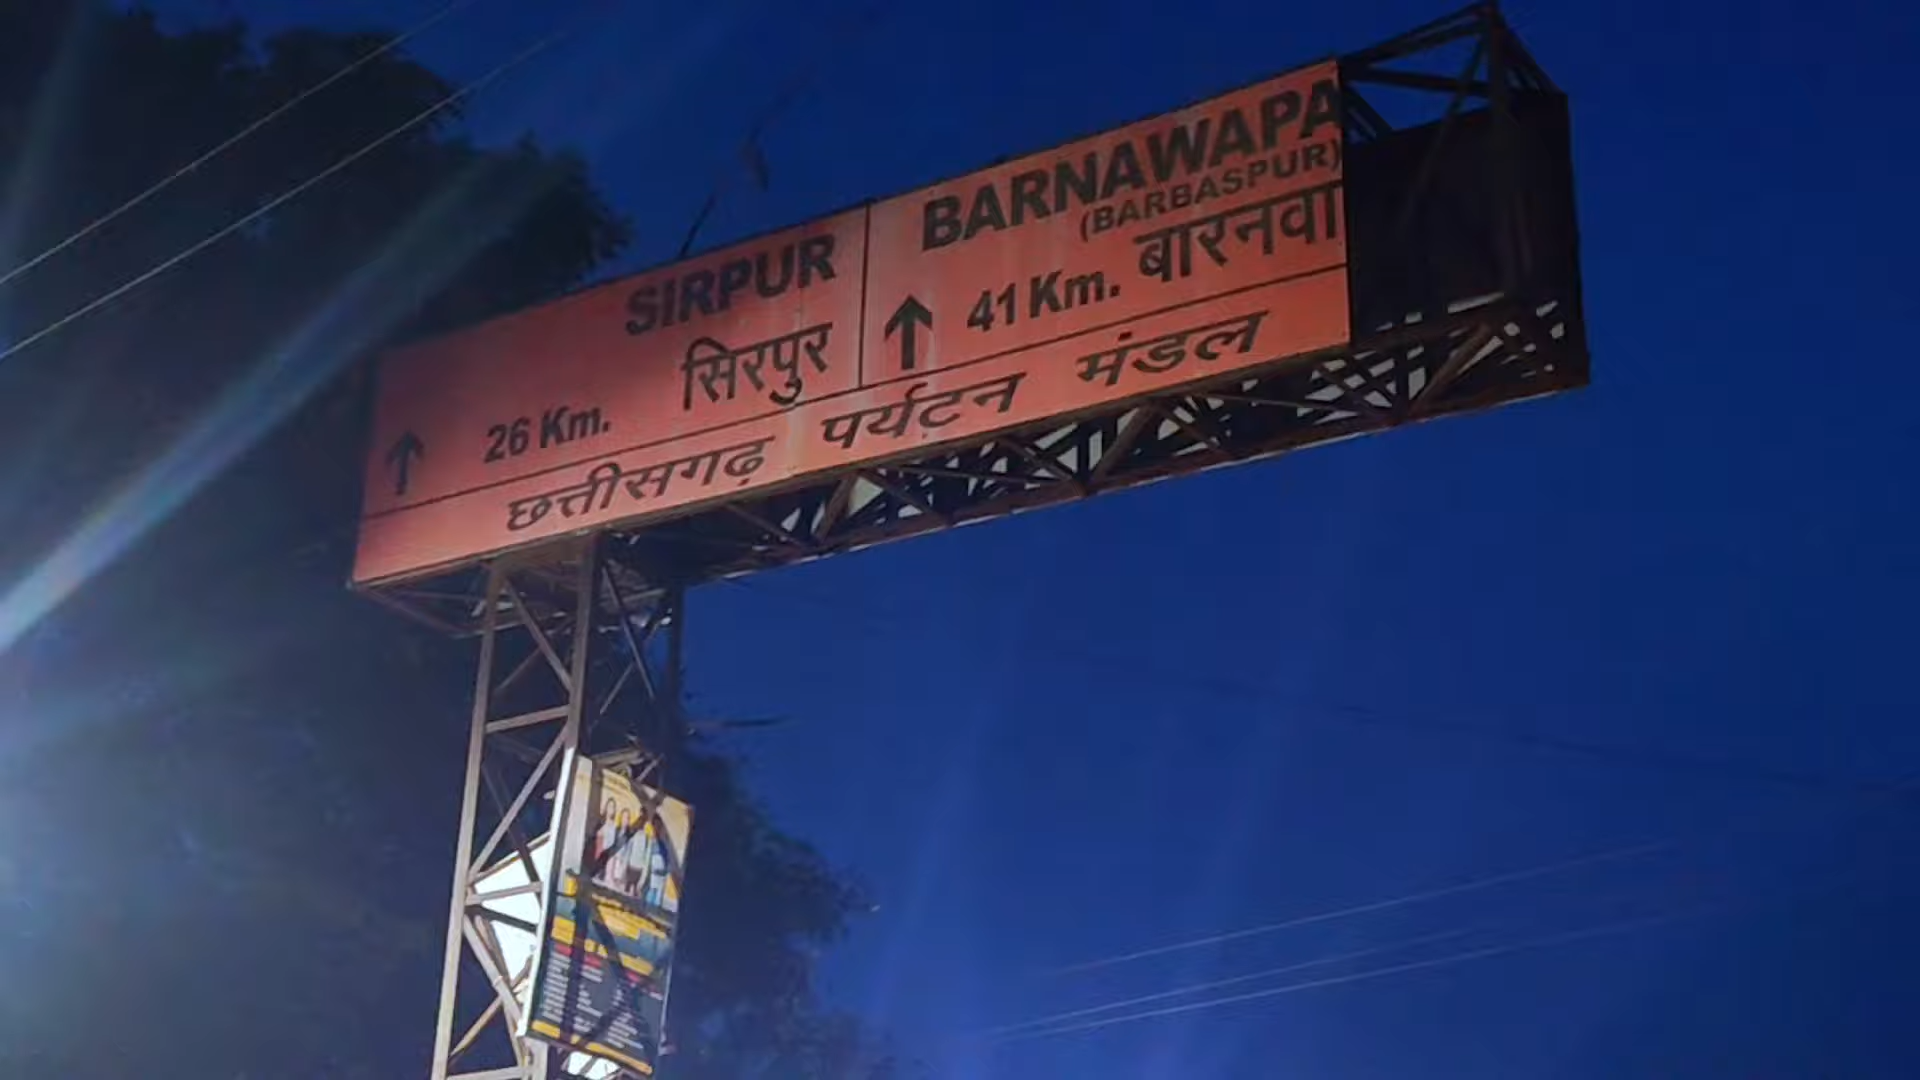 SIRPUR
सिरपुर
26 Km.
BARNAWAPA
(BARBASPUR)
बारनवा
41 Km.
छत्तीसगढ़ पर्यटन मंडल